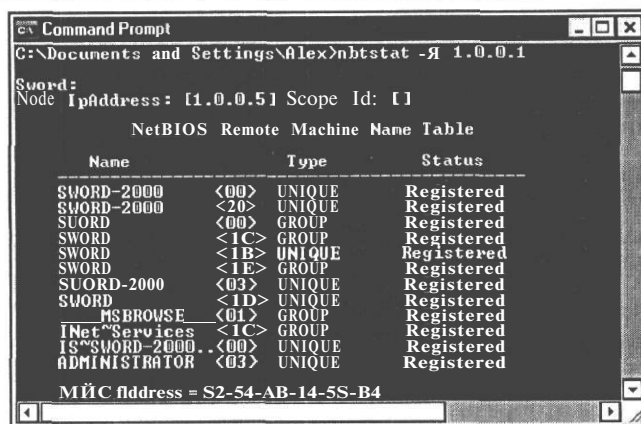 Command Prompt
C:\Documents and Settings\Alex>nbtstat -Я 1.0.0.1
Sword:
Node IpAddress: [1.0.0.5] Scope Id: []
NetBIOS Remote Machine Name Table
Name Type Status
SWORD-2000 <00> UNIQUE Registered
SWORD-2000 <20> UNIQUE Registered
SUORD <00> GROUP Registered
SWORD <1C> GROUP Registered
SWORD <1B> UNIQUE Registered
SWORD <1E> GROUP Registered
SUORD-2000 <03> UNIQUE Registered
SWORD <1D> UNIQUE Registered
__MSBROWSE__<01> GROUP Registered
INet~Services <1C> GROUP Registered
IS~SWORD-2000..<00> UNIQUE Registered
ADMINISTRATOR <03> UNIQUE Registered
МЙС flddress = S2-54-AB-14-5S-B4